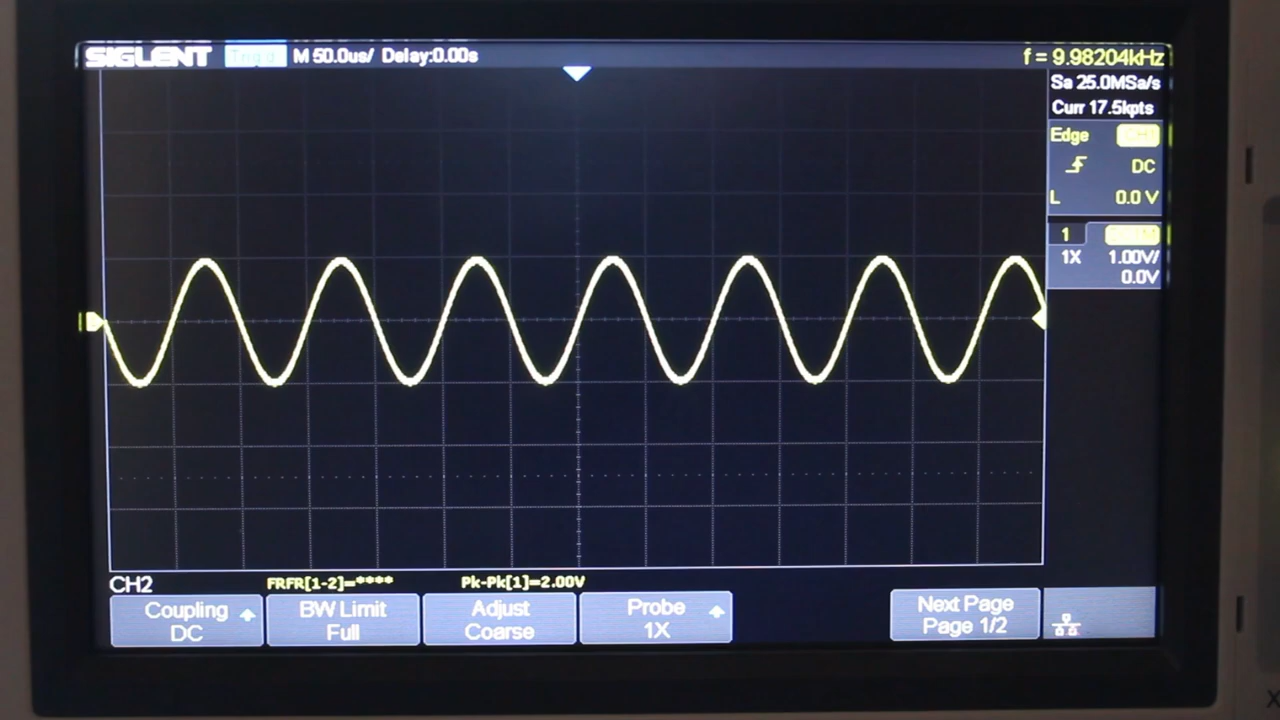 SIGLENT Trig'd M 50.0us/ Delay:0.00s f = 9.98204kHz
Sa 25.0MSa/s
Curr 17.5kpts
Edge CH1
DC
L 0.0 V
1
1X 1.00V/
0.0V
CH2 FRFR[1-2]=**** Pk-Pk[1]=2.00V
Coupling
DC
BW Limit
Full
Adjust
Coarse
Probe
1X
Next Page
Page 1/2
X